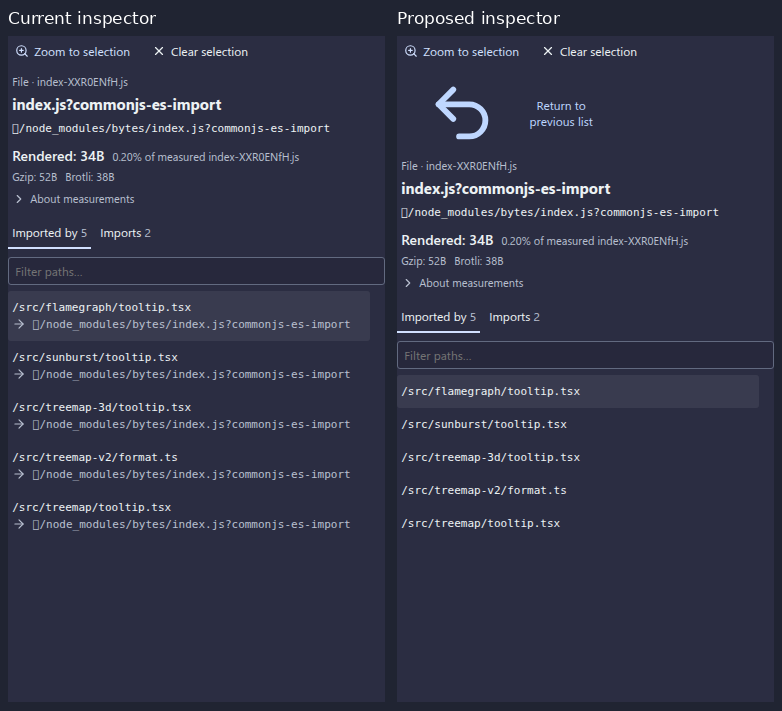 Current inspector
Zoom to selection
Clear selection
File · index-XXR0ENfH.js
index.js?commonjs-es-import
/node_modules/bytes/index.js?commonjs-es-import
Rendered: 34B 0.20% of measured index-XXR0ENfH.js
Gzip: 52B Brotli: 38B
About measurements
Imported by 5 Imports 2
Filter paths...
/src/flamegraph/tooltip.tsx
→ /node_modules/bytes/index.js?commonjs-es-import
/src/sunburst/tooltip.tsx
→ /node_modules/bytes/index.js?commonjs-es-import
/src/treemap-3d/tooltip.tsx
→ /node_modules/bytes/index.js?commonjs-es-import
/src/treemap-v2/format.ts
→ /node_modules/bytes/index.js?commonjs-es-import
/src/treemap/tooltip.tsx
→ /node_modules/bytes/index.js?commonjs-es-import
Proposed inspector
Zoom to selection
Clear selection
Return to
previous list
File · index-XXR0ENfH.js
index.js?commonjs-es-import
/node_modules/bytes/index.js?commonjs-es-import
Rendered: 34B 0.20% of measured index-XXR0ENfH.js
Gzip: 52B Brotli: 38B
About measurements
Imported by 5 Imports 2
Filter paths...
/src/flamegraph/tooltip.tsx
/src/sunburst/tooltip.tsx
/src/treemap-3d/tooltip.tsx
/src/treemap-v2/format.ts
/src/treemap/tooltip.tsx